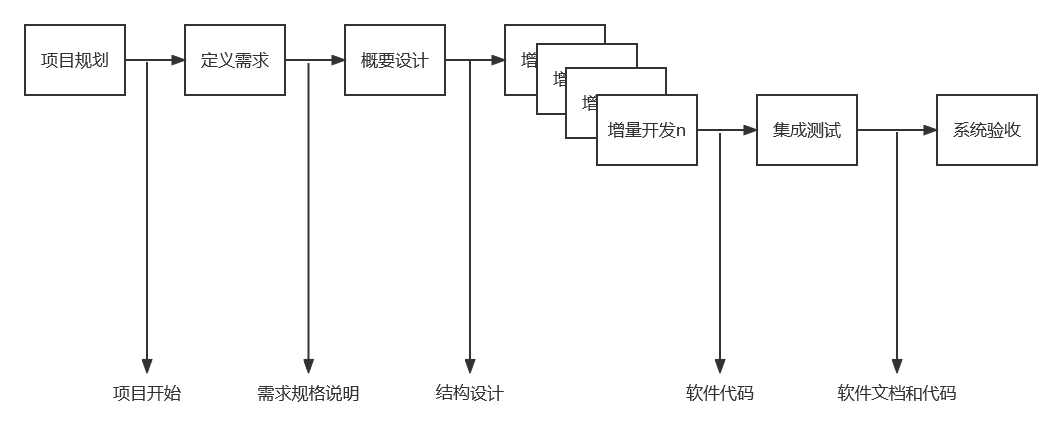 项目规划
定义需求
概要设计
增
增
增
增量开发n
集成测试
系统验收
项目开始
需求规格说明
结构设计
软件代码
软件文档和代码